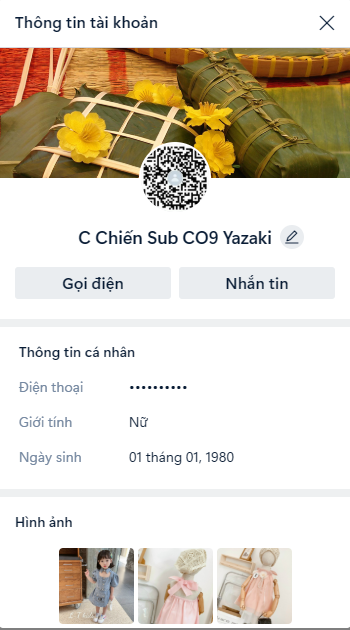 Thông tin tài khoản
C Chiến Sub CO9 Yazaki
Gọi điện
Nhắn tin
Thông tin cá nhân
Điện thoại ••••••••••
Giới tính Nữ
Ngày sinh 01 tháng 01, 1980
Hình ảnh